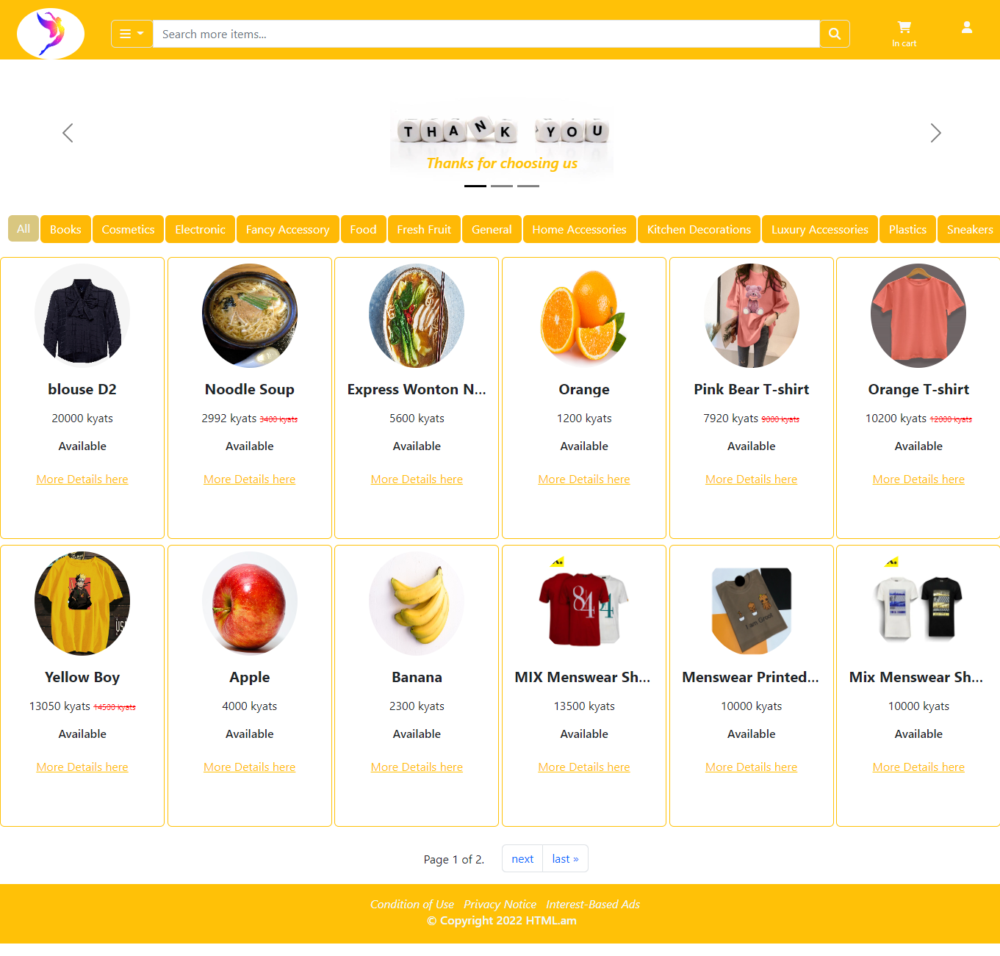 Search more items...
In cart
THANK YOU
Thanks for choosing us
All Books Cosmetics Electronic Fancy Accessory Food Fresh Fruit General Home Accessories Kitchen Decorations Luxury Accessories Plastics Sneakers
blouse D2
20000 kyats
Available
More Details here
Noodle Soup
2992 kyats 3400 kyats
Available
More Details here
Express Wonton N...
5600 kyats
Available
More Details here
Orange
1200 kyats
Available
More Details here
Pink Bear T-shirt
7920 kyats 9000 kyats
Available
More Details here
Orange T-shirt
10200 kyats 12000 kyats
Available
More Details here
Yellow Boy
13050 kyats 14500 kyats
Available
More Details here
Apple
4000 kyats
Available
More Details here
Banana
2300 kyats
Available
More Details here
84
4
MIX Menswear Sh...
13500 kyats
Available
More Details here
I am Groot
Menswear Printed...
10000 kyats
Available
More Details here
Mix Menswear Sh...
10000 kyats
Available
More Details here
Page 1 of 2. next last »
Condition of Use Privacy Notice Interest-Based Ads
© Copyright 2022 HTML.am